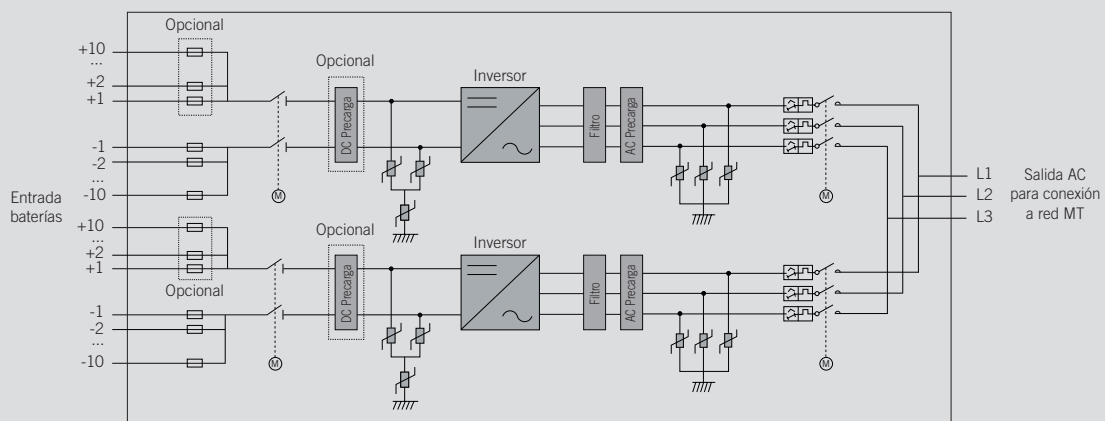 Opcional
+10
...
+2
+1
-1
-2
...
-10
Opcional
DC Precarga
Inversor
Filtro
AC Precarga
M
M
Entrada
baterías
L1
L2
L3
Salida AC
para conexión
a red MT
+10
...
+2
+1
Opcional
-1
-2
...
-10
Opcional
DC Precarga
Inversor
Filtro
AC Precarga
M
M